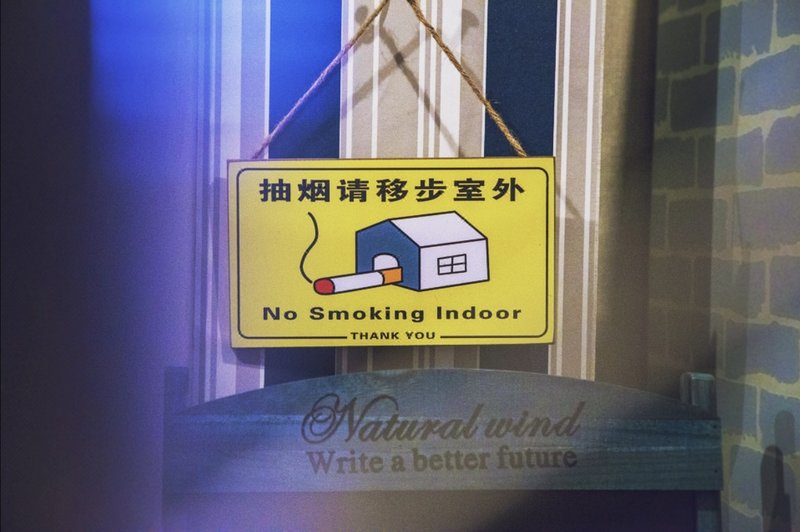 抽烟请移步室外
No Smoking Indoor
THANK YOU
Natural wind
Write a better future